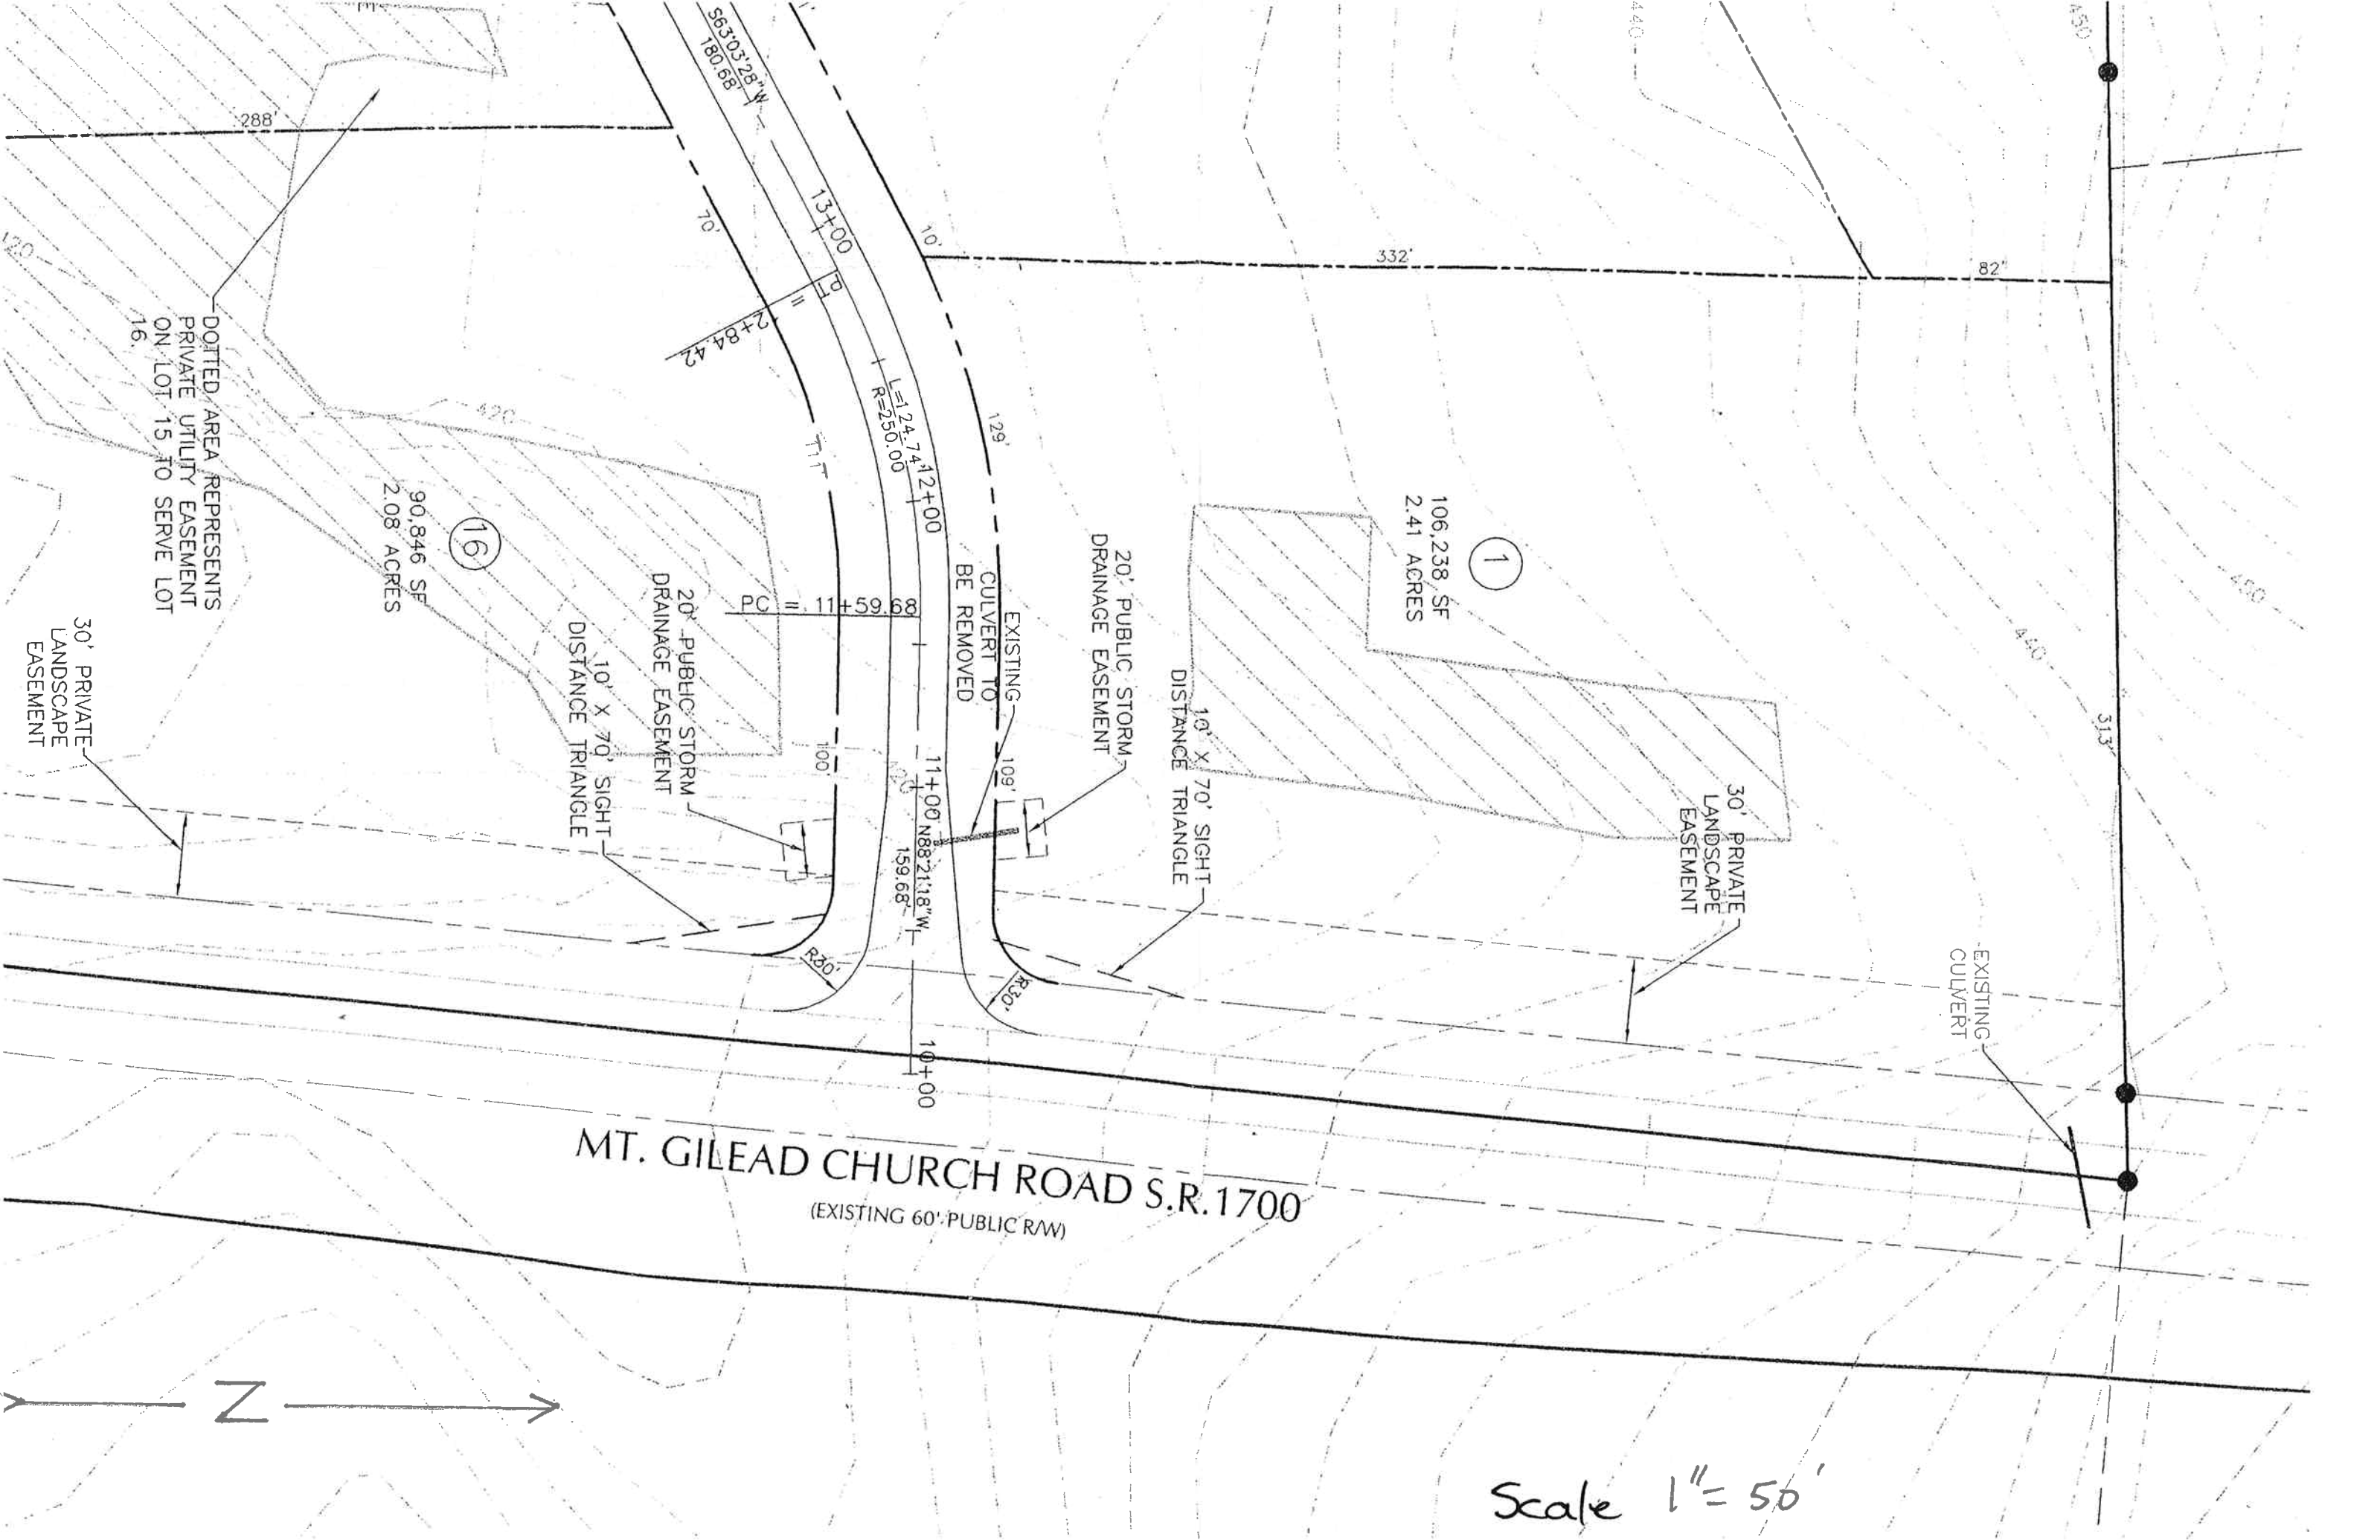 S63°03'28"W
180.68'
288'
70'
13+00
10'
332'
82'
440
450
420
PT =
2+84.42
DOTTED AREA REPRESENTS
PRIVATE UTILITY EASEMENT
ON LOT 15 TO SERVE LOT
16.
420
L=124.74'
R=250.00
12+00
129'
111'
16
90,846 SF
2.08 ACRES
1
106,238 SF
2.41 ACRES
450
440
313'
PC = 11+59.68
EXISTING
CULVERT TO
BE REMOVED
20' PUBLIC STORM
DRAINAGE EASEMENT
20' PUBLIC STORM
DRAINAGE EASEMENT
10' X 70' SIGHT
DISTANCE TRIANGLE
10' X 70' SIGHT
DISTANCE TRIANGLE
30' PRIVATE
LANDSCAPE
EASEMENT
30' PRIVATE
LANDSCAPE
EASEMENT
100'
109'
420
11+00
N88°21'18"W
159.68'
R30'
R30'
EXISTING
CULVERT
10+00
MT. GILEAD CHURCH ROAD S.R.1700
(EXISTING 60' PUBLIC R/W)
N
Scale 1"= 50'